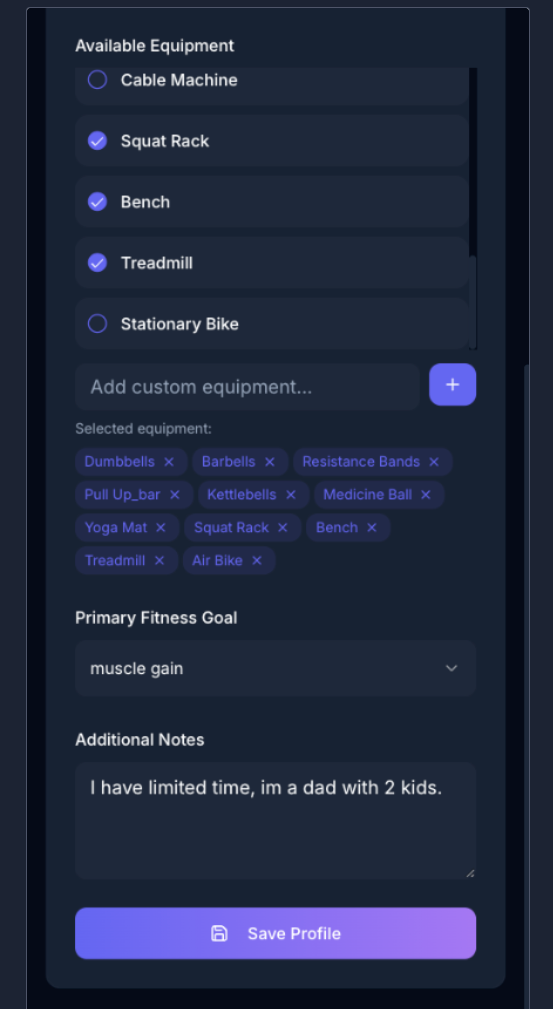 Available Equipment
Cable Machine
Squat Rack
Bench
Treadmill
Stationary Bike
Add custom equipment...
+
Selected equipment:
Dumbbells × Barbells × Resistance Bands ×
Pull Up_bar × Kettlebells × Medicine Ball ×
Yoga Mat × Squat Rack × Bench ×
Treadmill × Air Bike ×
Primary Fitness Goal
muscle gain
Additional Notes
I have limited time, im a dad with 2 kids.
Save Profile